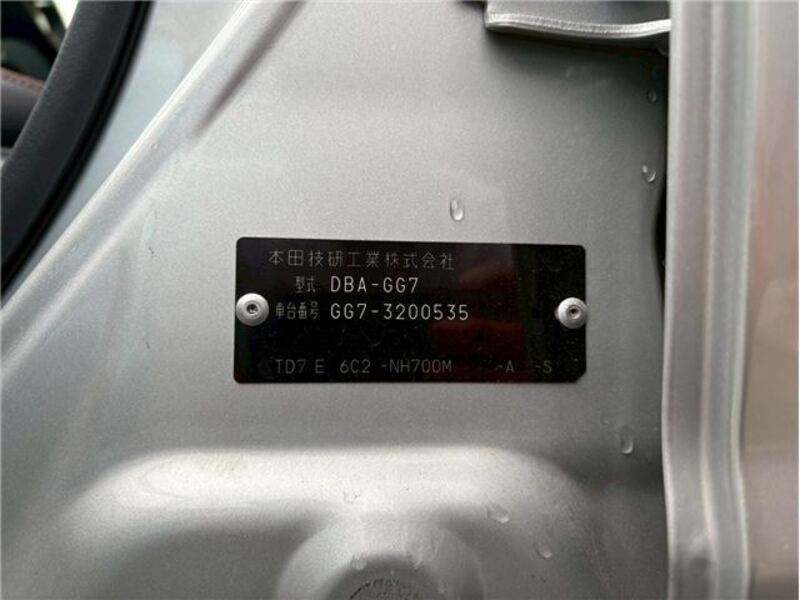 本田技研工業株式会社
型式 DBA-GG7
車台番号 GG7-3200535
TD7 E 6C2 -NH700M -A -S